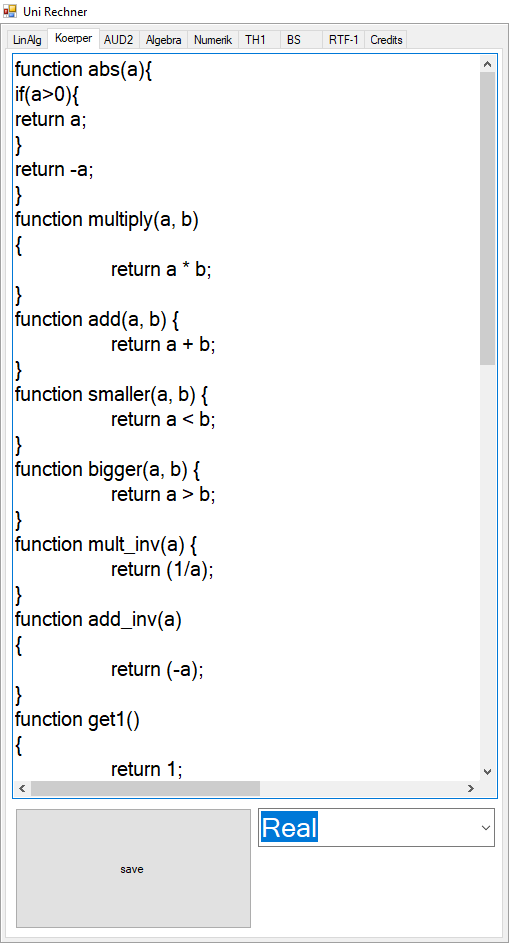 Uni Rechner
LinAlg Koerper AUD2 Algebra Numerik TH1 BS RTF-1 Credits
function abs(a){
if(a>0){
return a;
}
return -a;
}
function multiply(a, b)
{
return a * b;
}
function add(a, b) {
return a + b;
}
function smaller(a, b) {
return a < b;
}
function bigger(a, b) {
return a > b;
}
function mult_inv(a) {
return (1/a);
}
function add_inv(a)
{
return (-a);
}
function get1()
{
return 1;
save
Real